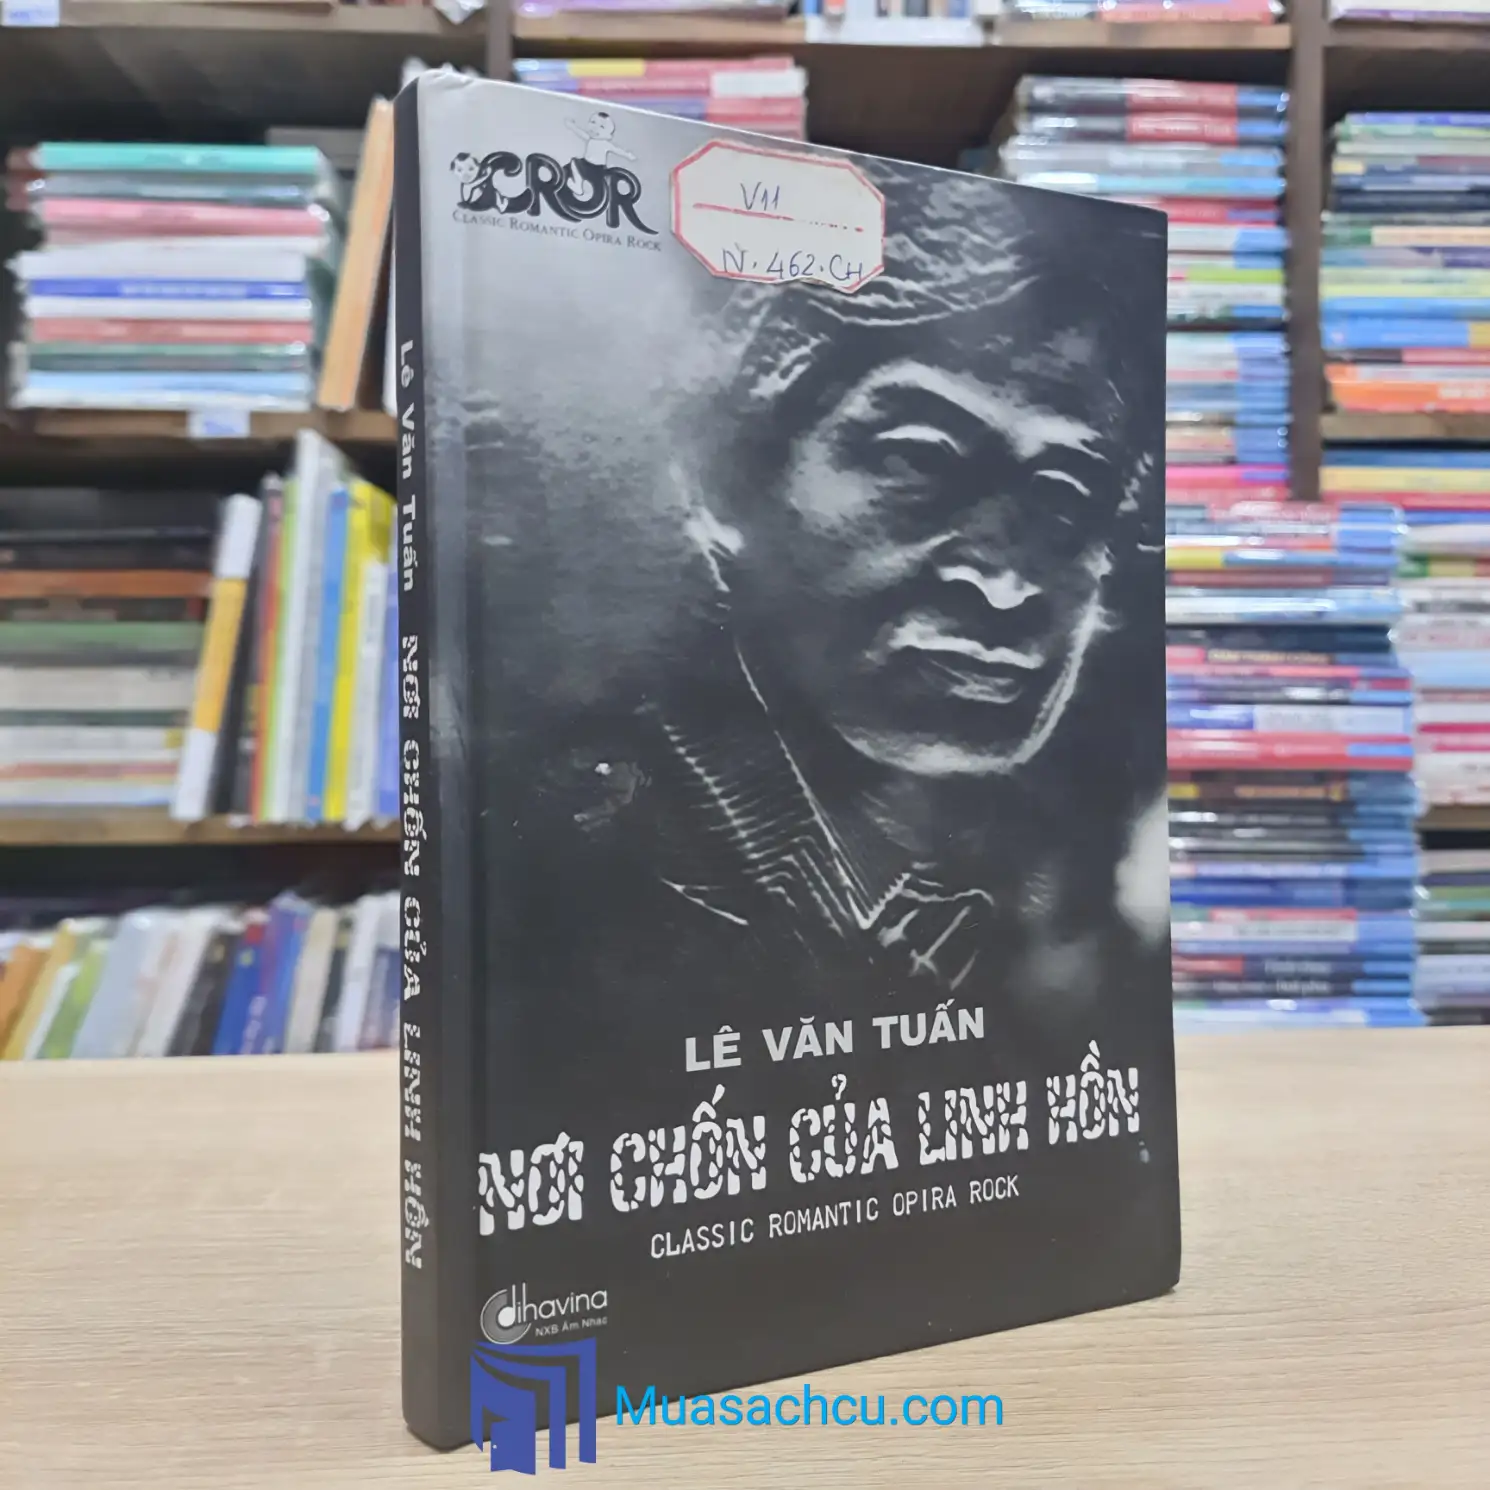 CROR
CLASSIC ROMANTIC OPIRA ROCK
V11
N. 462.CH
Lê Văn Tuấn NƠI CHỐN CỦA LINH HỒN
LÊ VĂN TUẤN
NƠI CHỐN CỦA LINH HỒN
CLASSIC ROMANTIC OPIRA ROCK
dihavina
NXB Âm Nhạc
Muasachcu.com